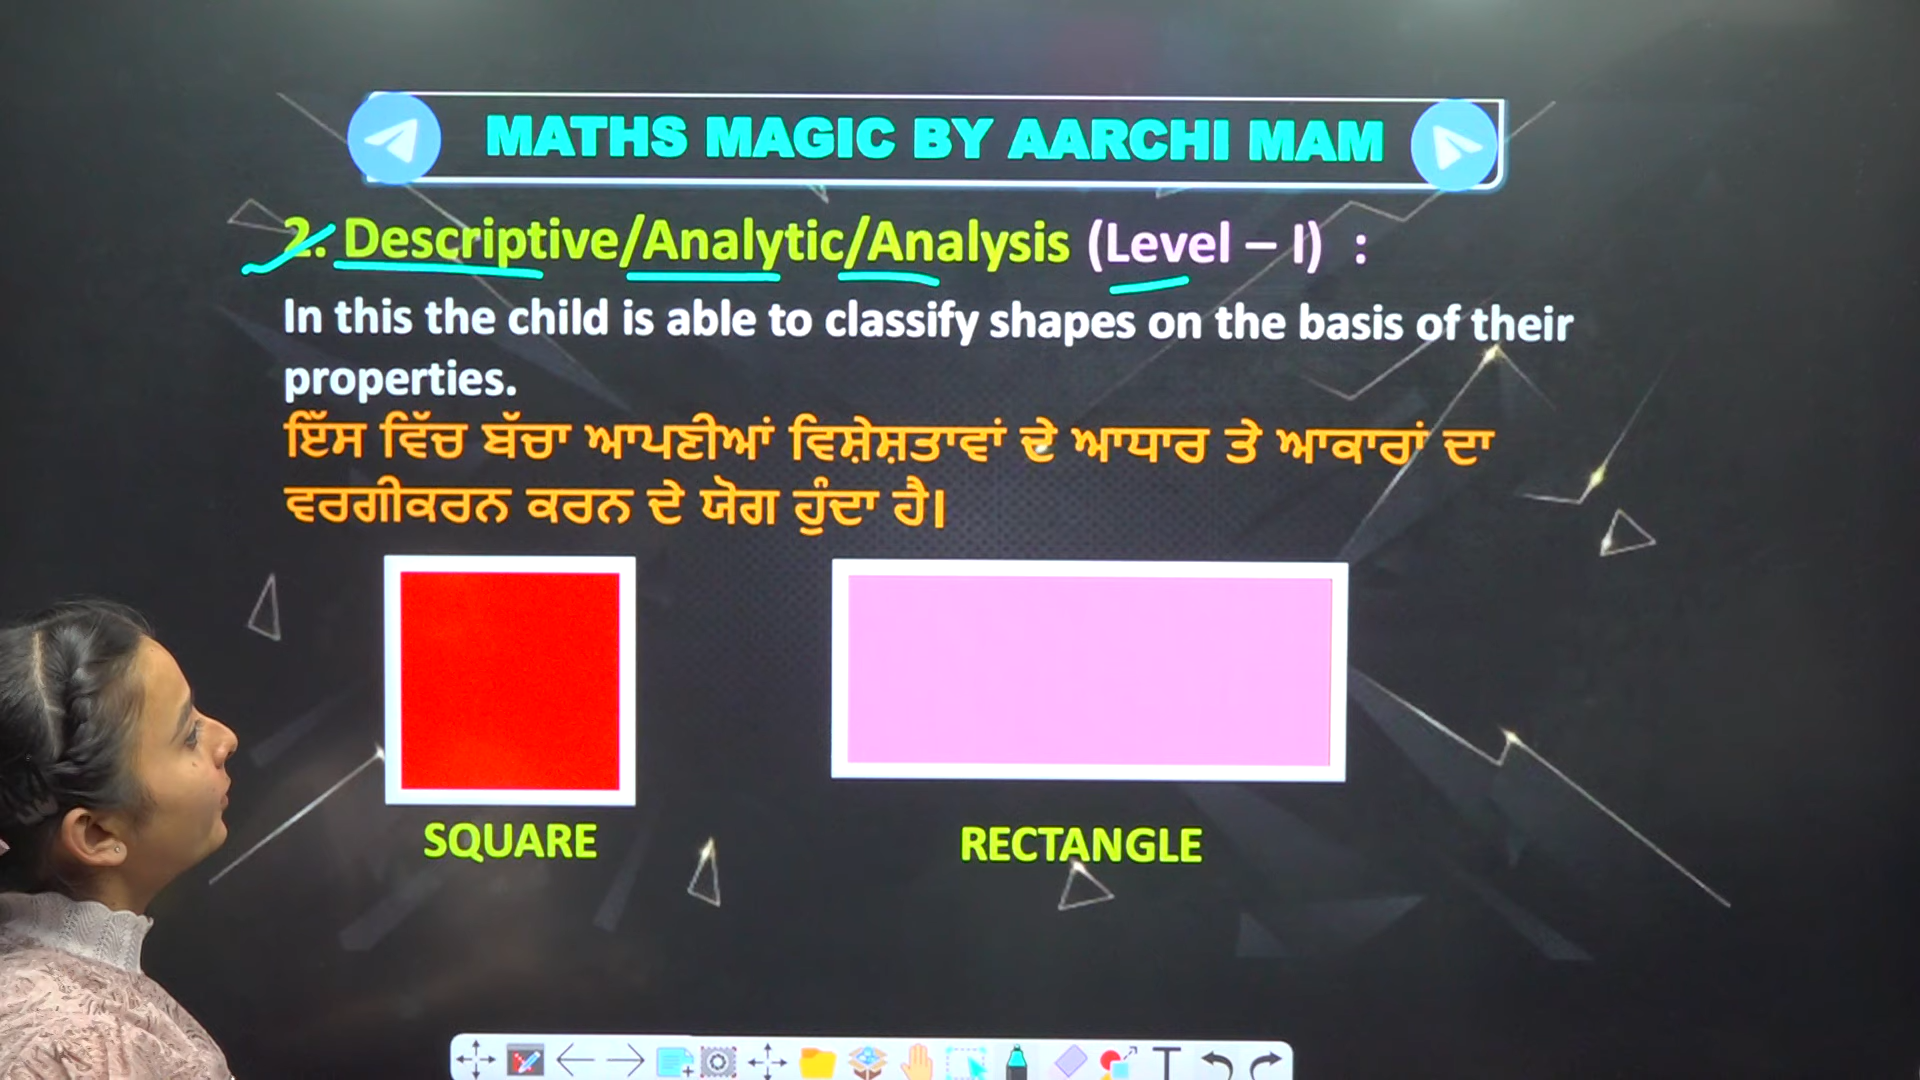 MATHS MAGIC BY AARCHI MAM
2. Descriptive/Analytic/Analysis (Level – I) :
In this the child is able to classify shapes on the basis of their
properties.
ਇੱਸ ਵਿੱਚ ਬੱਚਾ ਆਪਣੀਆਂ ਵਿਸ਼ੇਸ਼ਤਾਵਾਂ ਦੇ ਆਧਾਰ ਤੇ ਆਕਾਰਾਂ ਦਾ
ਵਰਗੀਕਰਨ ਕਰਨ ਦੇ ਯੋਗ ਹੁੰਦਾ ਹੈ।
SQUARE
RECTANGLE